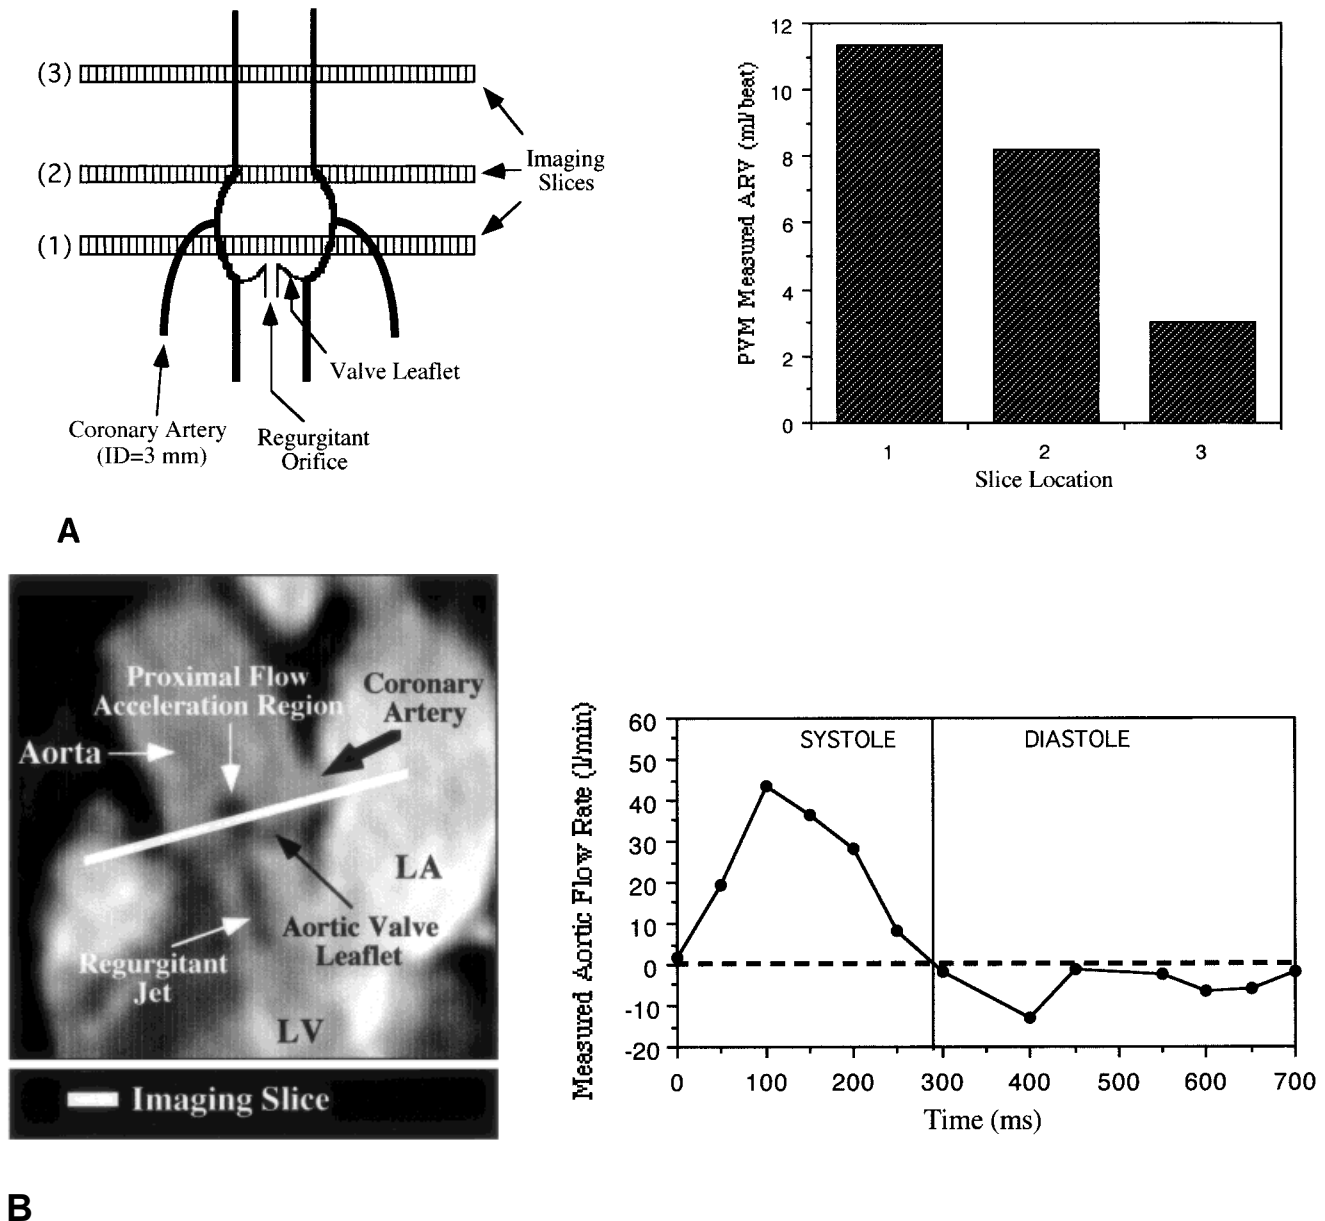 (3)
(2)
(1)
Imaging
Slices
Valve Leaflet
Coronary Artery
(ID=3 mm)
Regurgitant
Orifice
PVM Measured ARV (ml/beat)
12
10
8
6
4
2
0
1
2
3
Slice Location
A
Proximal Flow
Acceleration Region
Coronary
Artery
Aorta
LA
Aortic Valve
Leaflet
Regurgitant
Jet
LV
Imaging Slice
Measured Aortic Flow Rate (l/min)
60
50
40
30
20
10
0
-10
-20
SYSTOLE
DIASTOLE
0
100
200
300
400
500
600
700
Time (ms)
B